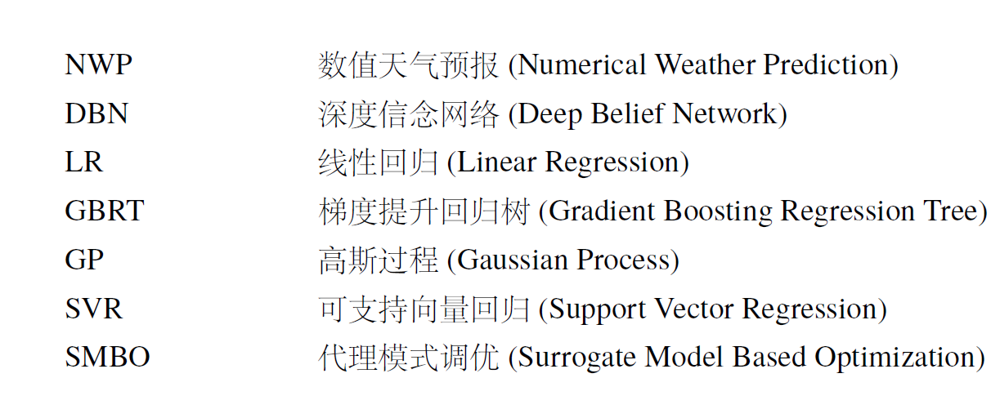 NWP 数值天气预报 (Numerical Weather Prediction)
DBN 深度信念网络 (Deep Belief Network)
LR 线性回归 (Linear Regression)
GBRT 梯度提升回归树 (Gradient Boosting Regression Tree)
GP 高斯过程 (Gaussian Process)
SVR 可支持向量回归 (Support Vector Regression)
SMBO 代理模式调优 (Surrogate Model Based Optimization)